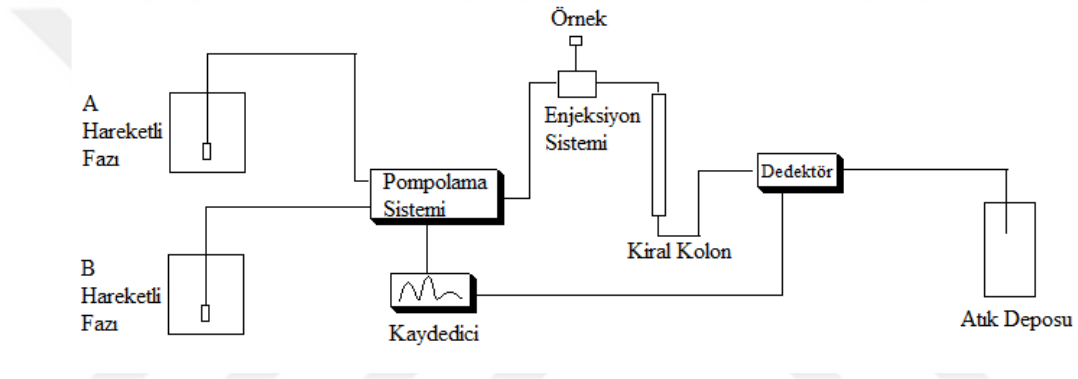 Örnek
A
Hareketli
Fazı
Enjeksiyon
Sistemi
Pompolama
Sistemi
Dedektör
Kiral Kolon
B
Hareketli
Fazı
Kaydedici
Atık Deposu